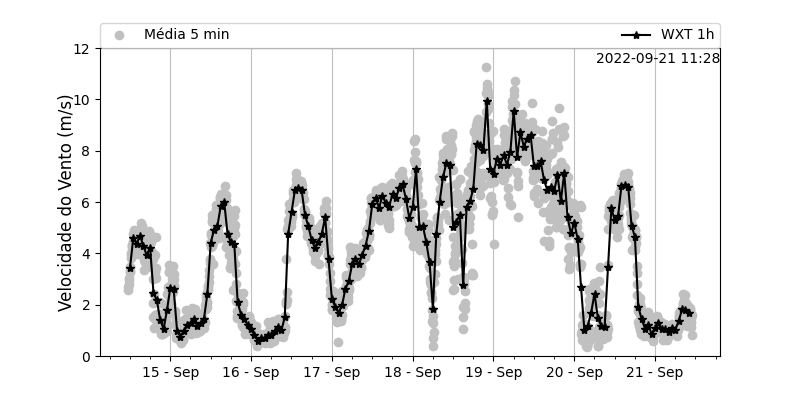 Média 5 min
WXT 1h
2022-09-21 11:28
Velocidade do Vento (m/s)
12
10
8
6
4
2
0
15 - Sep
16 - Sep
17 - Sep
18 - Sep
19 - Sep
20 - Sep
21 - Sep